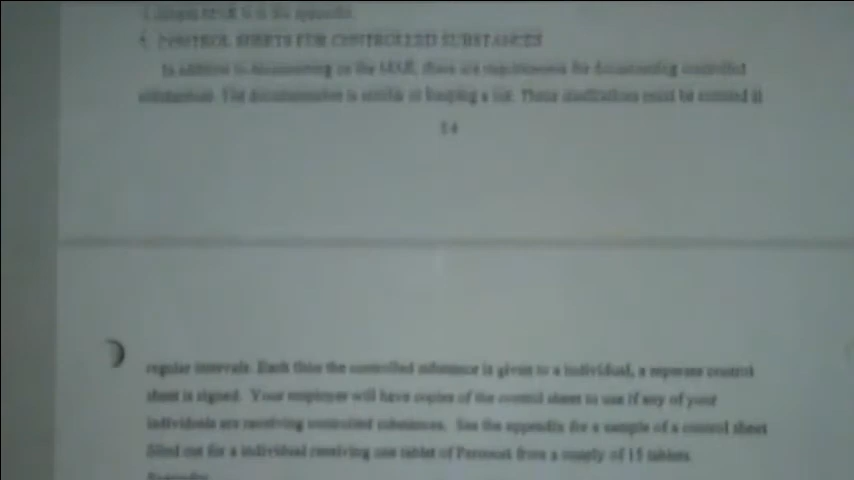 CONTROL SHEETS FOR CONTROLLED SUBSTANCES
In addition to documenting on the MAR, there are requirements for documenting controlled
substances. The documentation is similar to keeping a list. These medications must be counted at
14
regular intervals. Each time the controlled substance is given to a individual, a separate control
sheet is signed. Your employer will have copies of the control sheet to use if any of your
individuals are receiving controlled substances. See the appendix for a sample of a control sheet
filled out for a individual receiving one tablet of Percocet from a supply of 15 tablets